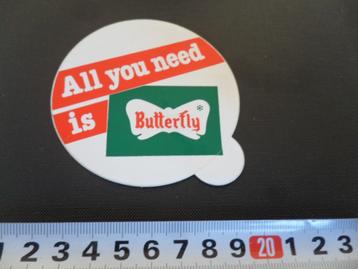 All you need
is
Butterfly*
1 2 3 4 5 6 7 8 9 20 1 2 3